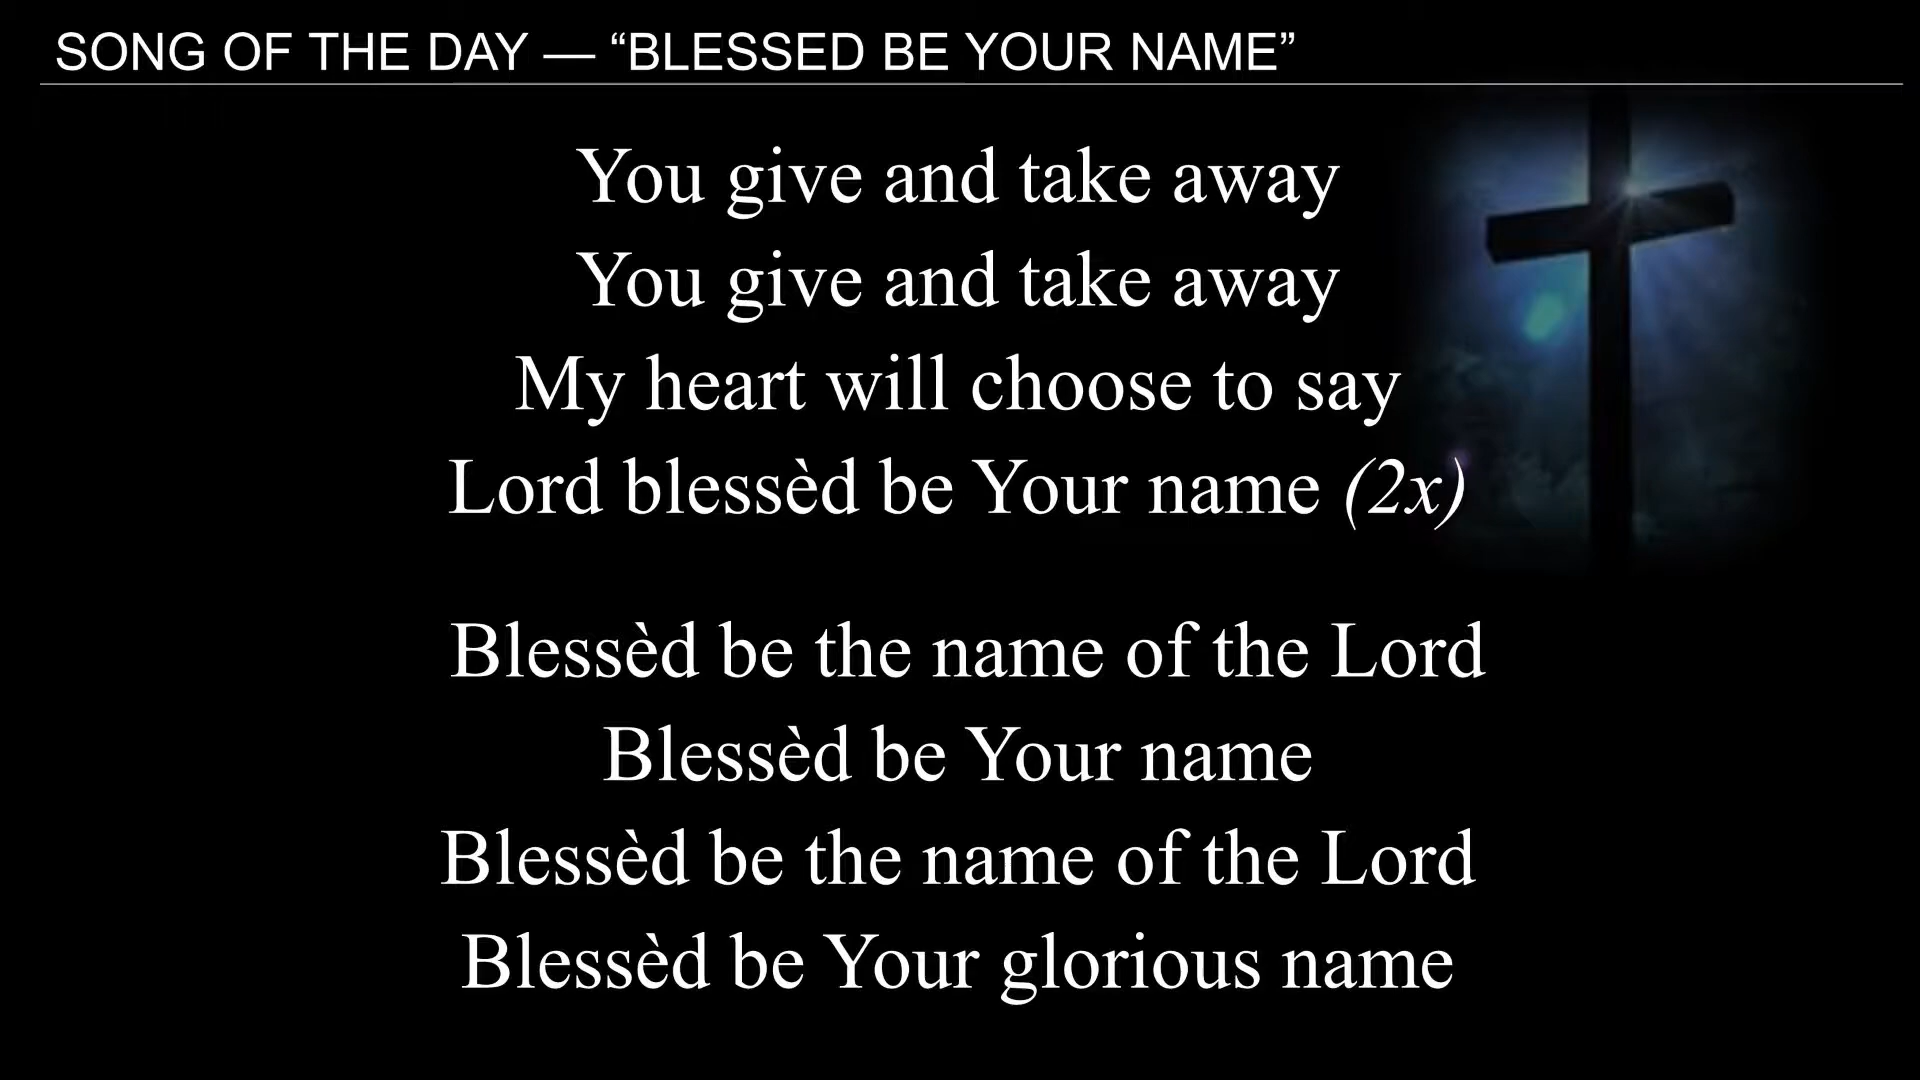 SONG OF THE DAY — “BLESSED BE YOUR NAME”
You give and take away
You give and take away
My heart will choose to say
Lord blessèd be Your name (2x)
Blessèd be the name of the Lord
Blessèd be Your name
Blessèd be the name of the Lord
Blessèd be Your glorious name